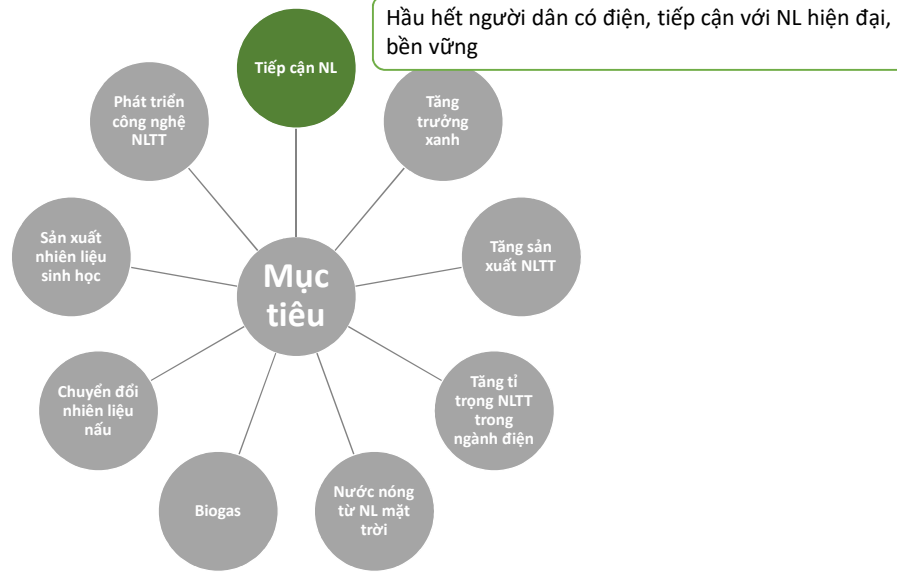 Hầu hết người dân có điện, tiếp cận với NL hiện đại,
bền vững
Tiếp cận NL
Tăng
trưởng
xanh
Tăng sản
xuất NLTT
Tăng tỉ
trọng NLTT
trong
ngành điện
Nước nóng
từ NL mặt
trời
Biogas
Chuyển đổi
nhiên liệu
nấu
Sản xuất
nhiên liệu
sinh học
Phát triển
công nghệ
NLTT
Mục
tiêu